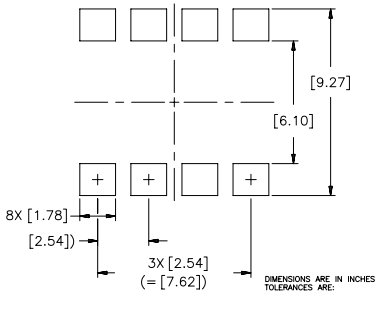 [9.27]
[6.10]
8X [1.78]
[2.54])
3X [2.54]
(= [7.62])
DIMENSIONS ARE IN INCHES
TOLERANCES ARE: